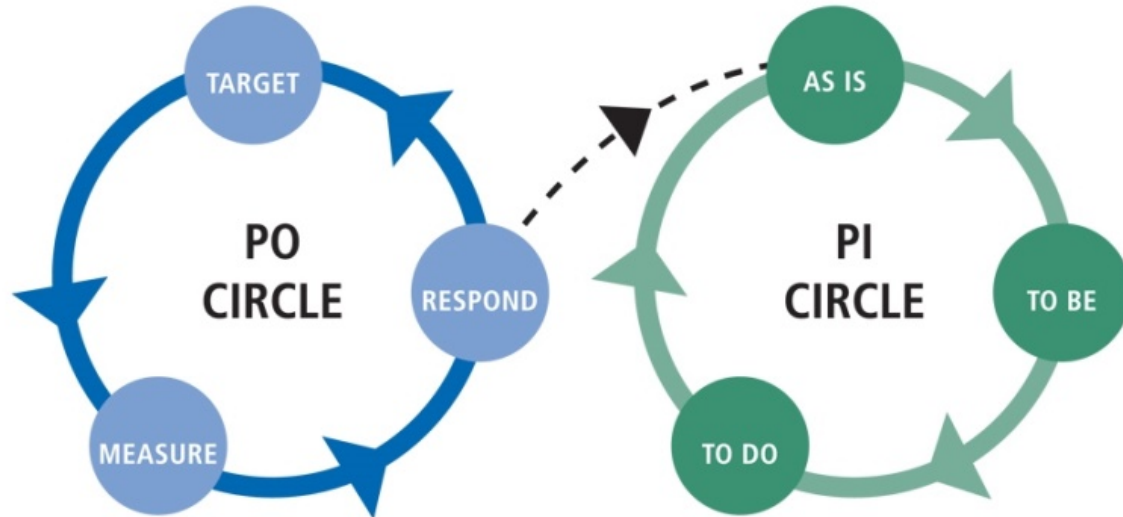 TARGET
PO
CIRCLE
RESPOND
MEASURE
AS IS
PI
CIRCLE
TO BE
TO DO